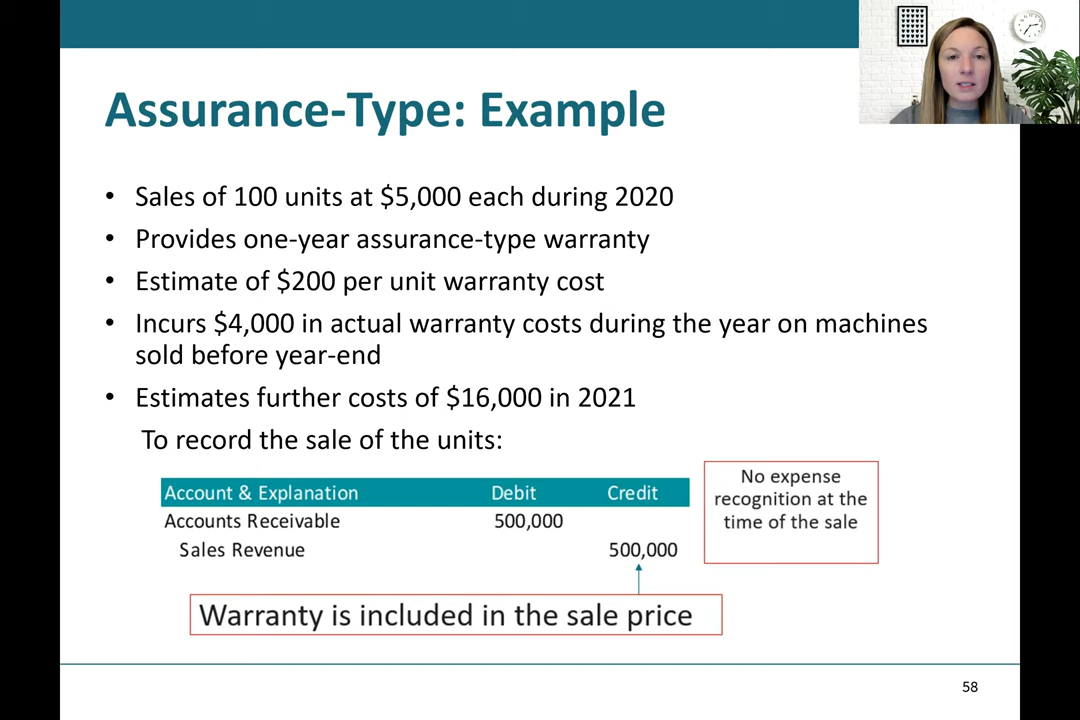 Assurance-Type: Example
• Sales of 100 units at $5,000 each during 2020
• Provides one-year assurance-type warranty
• Estimate of $200 per unit warranty cost
• Incurs $4,000 in actual warranty costs during the year on machines
sold before year-end
• Estimates further costs of $16,000 in 2021
To record the sale of the units:
Account & Explanation Debit Credit
Accounts Receivable 500,000
Sales Revenue 500,000
No expense
recognition at the
time of the sale
Warranty is included in the sale price
58